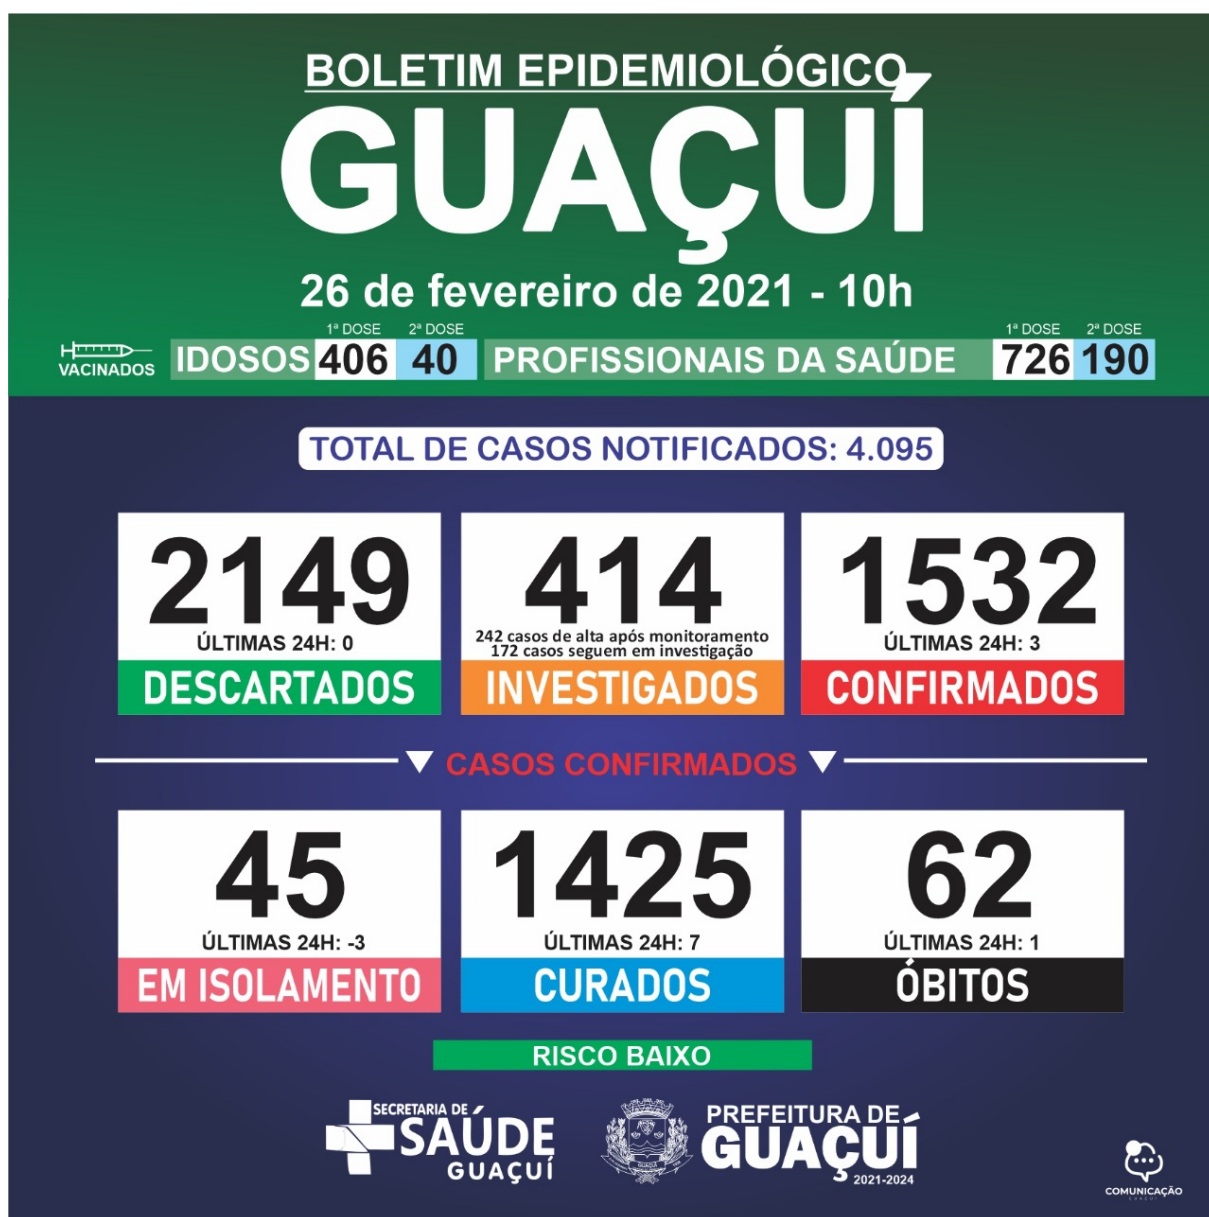 BOLETIM EPIDEMIOLÓGICO
GUAÇUÍ
26 de fevereiro de 2021 - 10h
1ª DOSE 2ª DOSE 1ª DOSE 2ª DOSE
VACINADOS IDOSOS 406 40 PROFISSIONAIS DA SAÚDE 726 190
TOTAL DE CASOS NOTIFICADOS: 4.095
2149
ÚLTIMAS 24H: 0
DESCARTADOS
414
242 casos de alta após monitoramento
172 casos seguem em investigação
INVESTIGADOS
1532
ÚLTIMAS 24H: 3
CONFIRMADOS
CASOS CONFIRMADOS
45
ÚLTIMAS 24H: -3
EM ISOLAMENTO
1425
ÚLTIMAS 24H: 7
CURADOS
62
ÚLTIMAS 24H: 1
ÓBITOS
RISCO BAIXO
SECRETARIA DE
SAÚDE
GUAÇUÍ
PREFEITURA DE
GUAÇUÍ
2021-2024
COMUNICAÇÃO